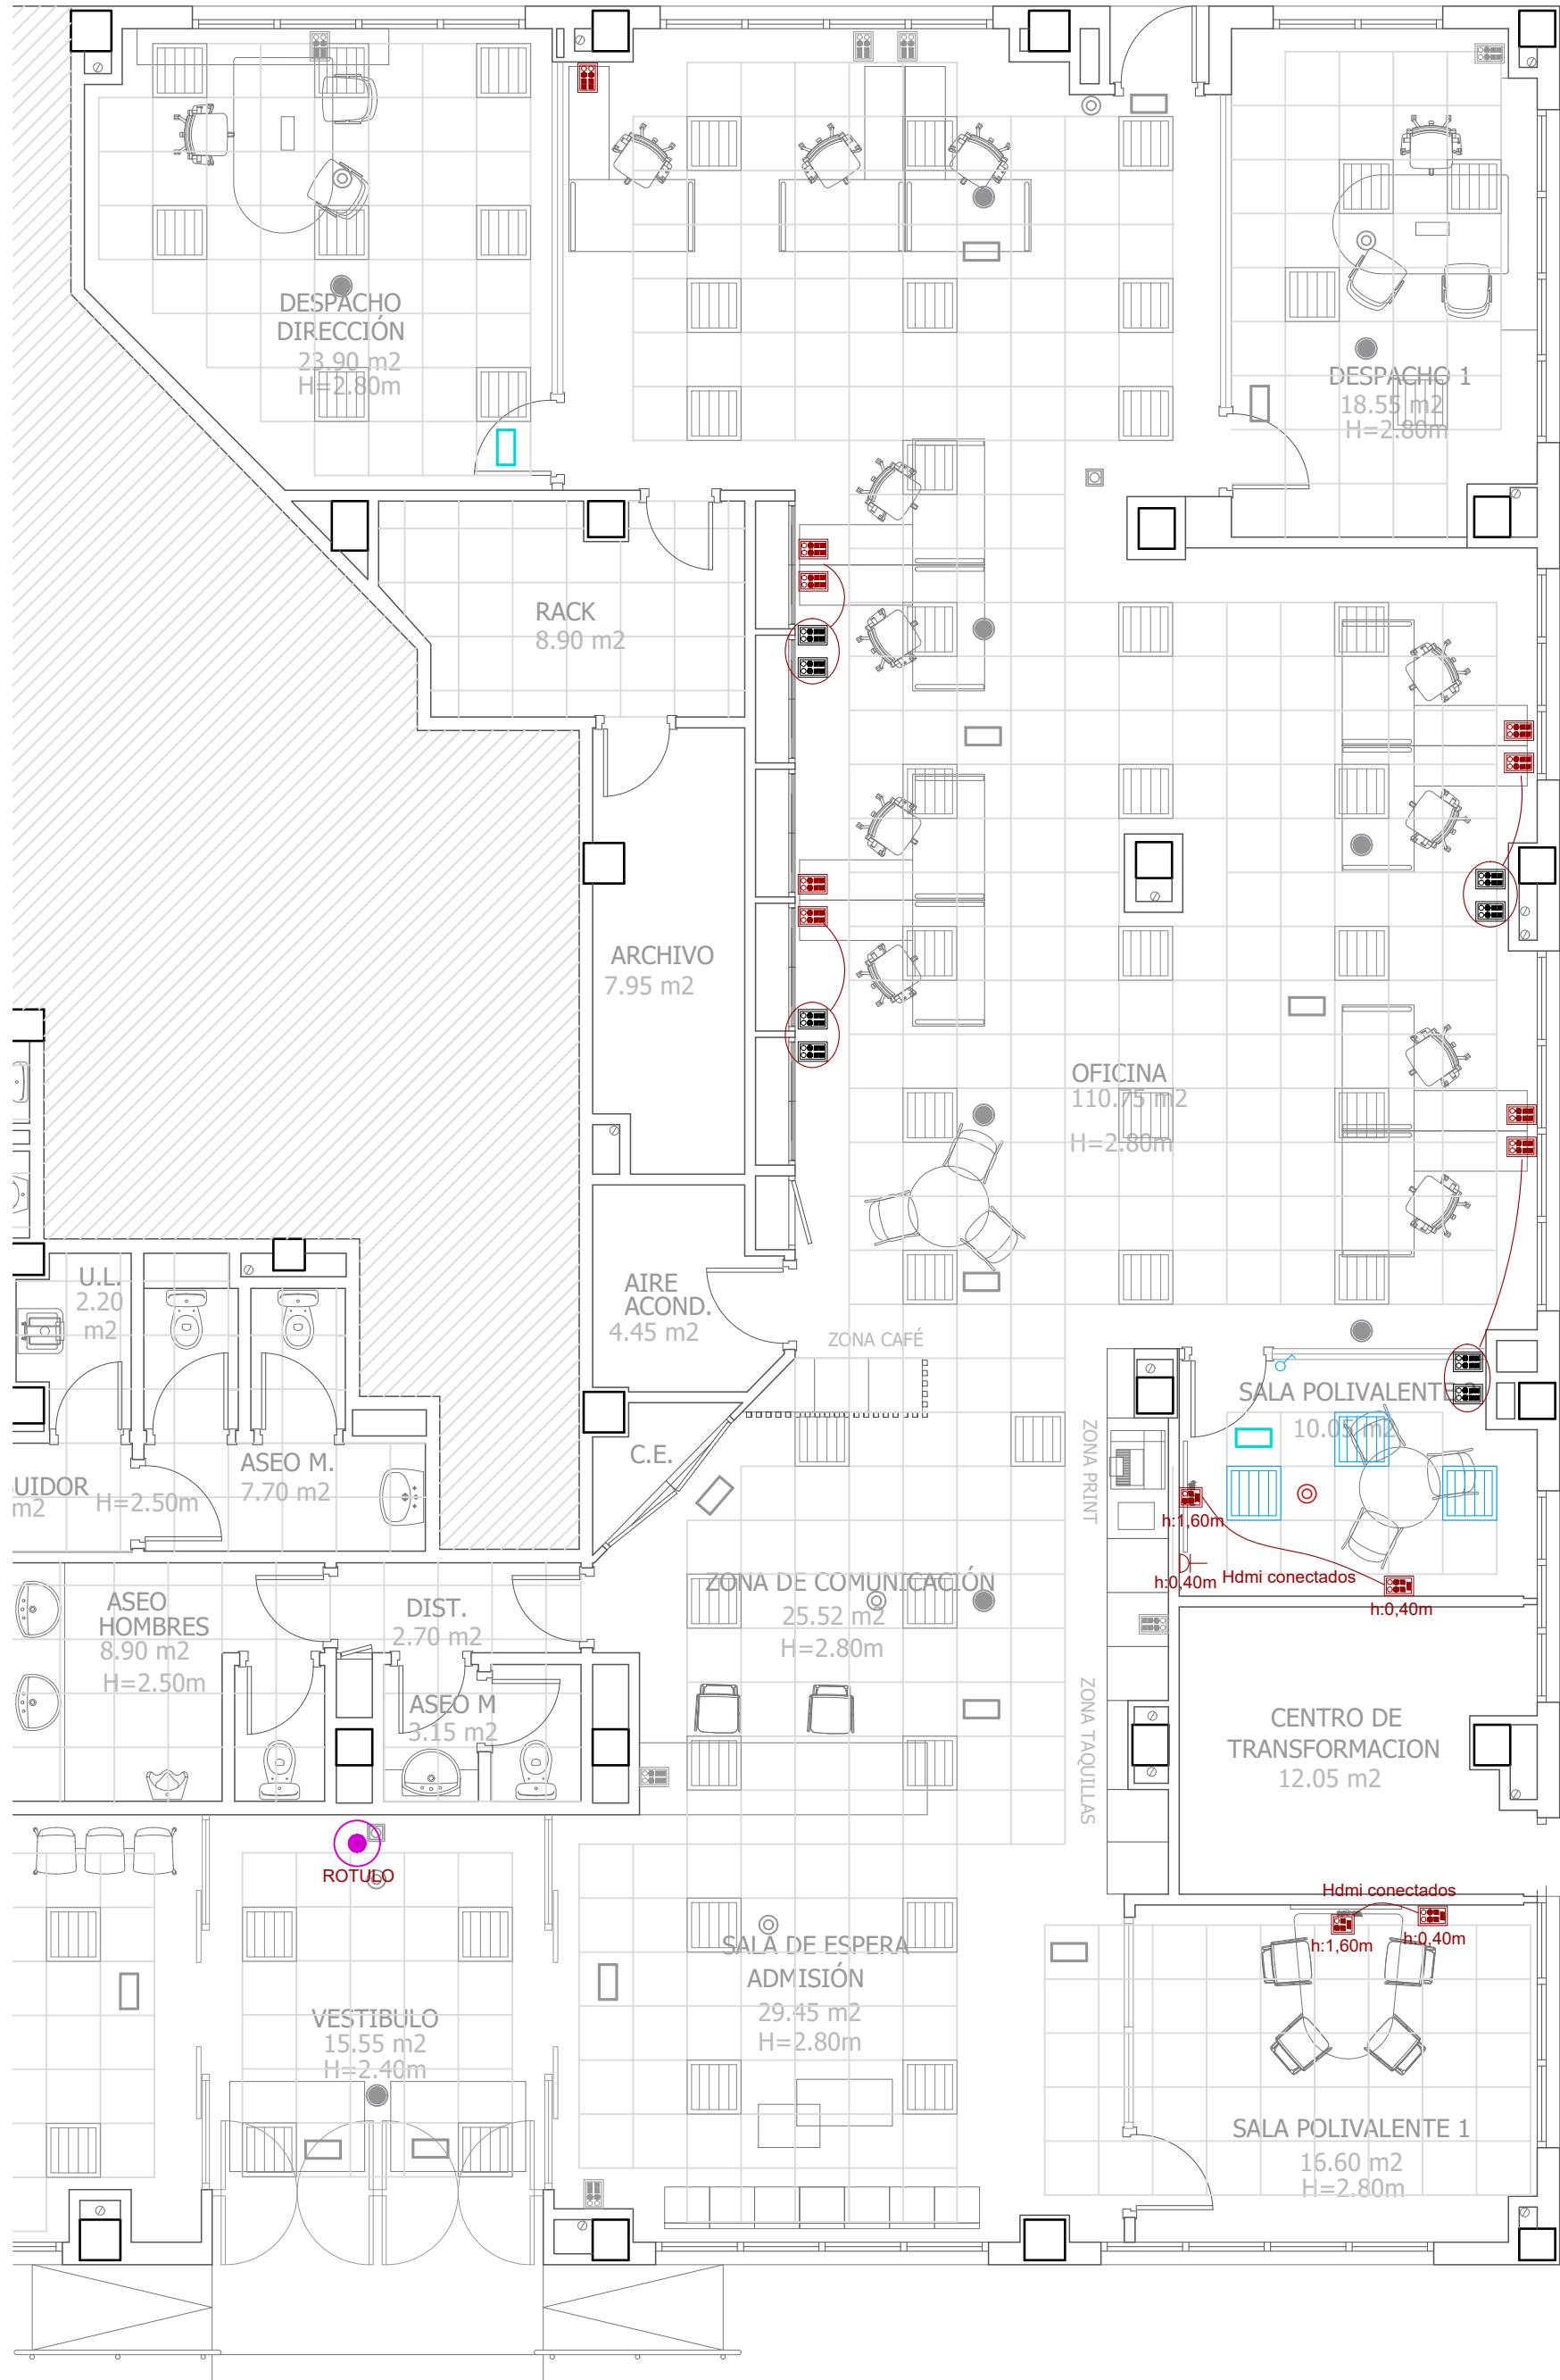 DESPACHO
DIRECCIÓN
23.90 m2
H=2.80m
DESPACHO 1
18.55 m2
H=2.80m
RACK
8.90 m2
ARCHIVO
7.95 m2
OFICINA
110.75 m2
H=2.80m
U.L.
2.20
m2
AIRE
ACOND.
4.45 m2
ZONA CAFÉ
SALA POLIVALENT
10.05 m2
C.E.
ZONA PRINT
ASEO M.
7.70 m2
UIDOR
m2
H=2.50m
h:1,60m
h:0,40m
Hdmi conectados
h:0,40m
ZONA DE COMUNICACIÓN
25.52 m2
H=2.80m
ASEO
HOMBRES
8.90 m2
H=2.50m
DIST.
2.70 m2
ASEO M
3.15 m2
ZONA TAQUILLAS
CENTRO DE
TRANSFORMACION
12.05 m2
ROTULO
Hdmi conectados
h:1,60m
h:0,40m
SALA DE ESPERA
ADMISIÓN
29.45 m2
H=2.80m
VESTIBULO
15.55 m2
H=2.40m
SALA POLIVALENTE 1
16.60 m2
H=2.80m